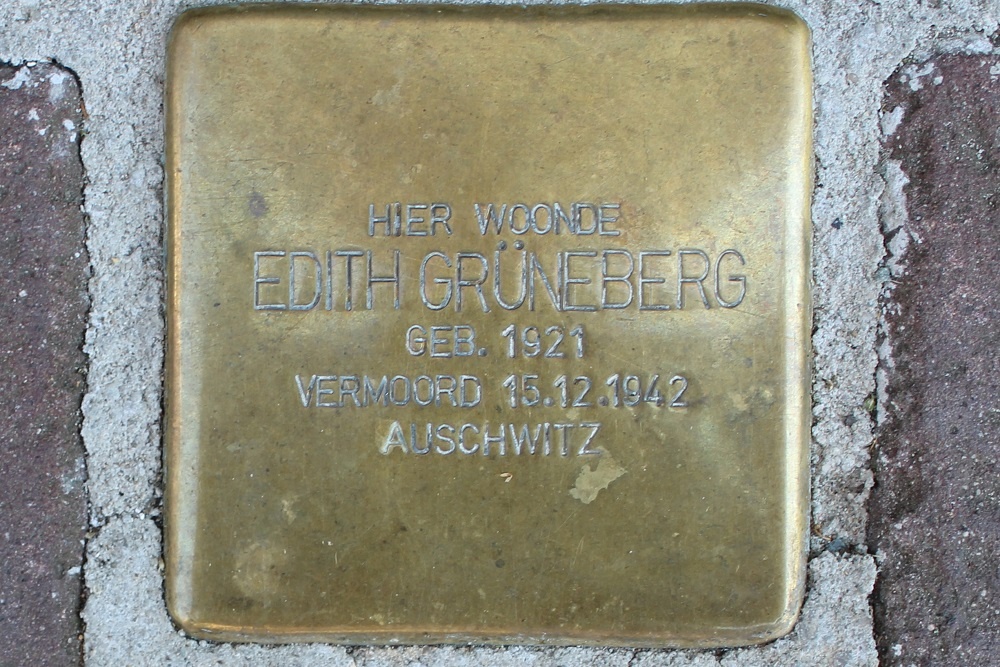 HIER WOONDE
EDITH GRÜNEBERG
GEB. 1921
VERMOORD 15.12.1942
AUSCHWITZ